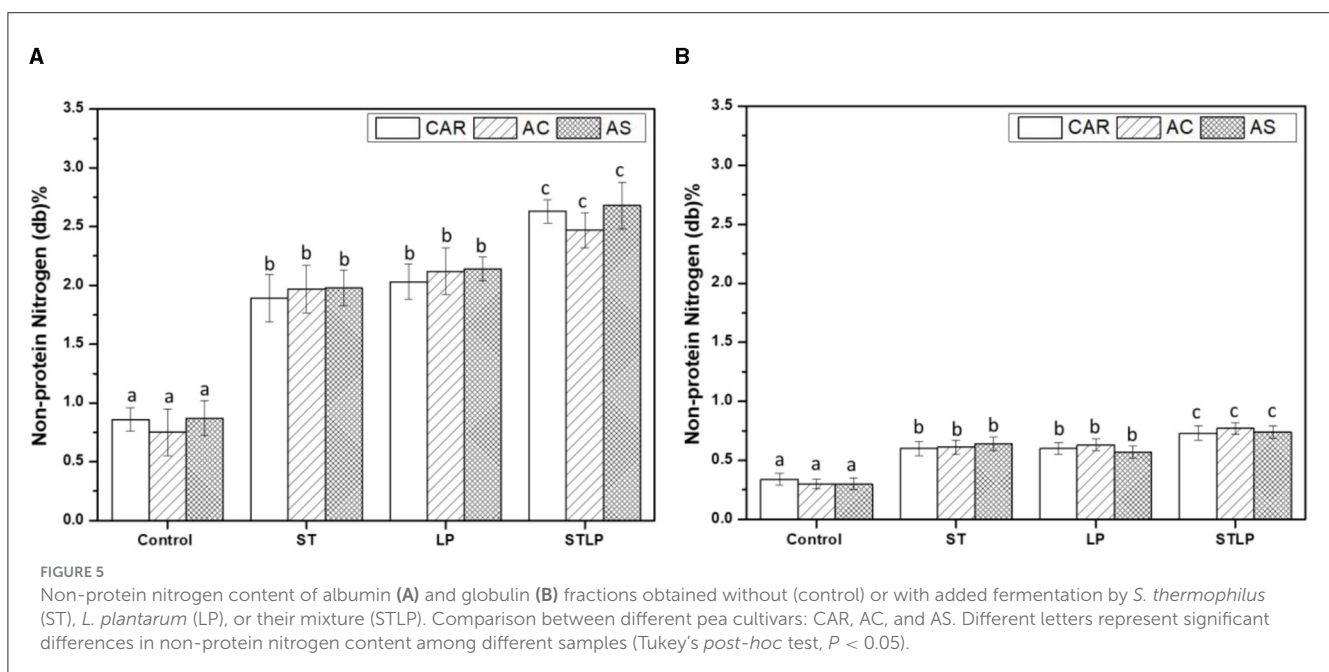 A
B
3.5
3.0
2.5
2.0
1.5
1.0
0.5
0.0
Non-protein Nitrogen (db)%
CAR AC AS
a a a
b b b
b b b
c c c
Control ST LP STLP
3.5
3.0
2.5
2.0
1.5
1.0
0.5
0.0
Non-protein Nitrogen (db)%
CAR AC AS
a a a
b b b
b b b
c c c
Control ST LP STLP
FIGURE 5
Non-protein nitrogen content of albumin (A) and globulin (B) fractions obtained without (control) or with added fermentation by S. thermophilus
(ST), L. plantarum (LP), or their mixture (STLP). Comparison between different pea cultivars: CAR, AC, and AS. Different letters represent significant
differences in non-protein nitrogen content among different samples (Tukey's post-hoc test, P < 0.05).